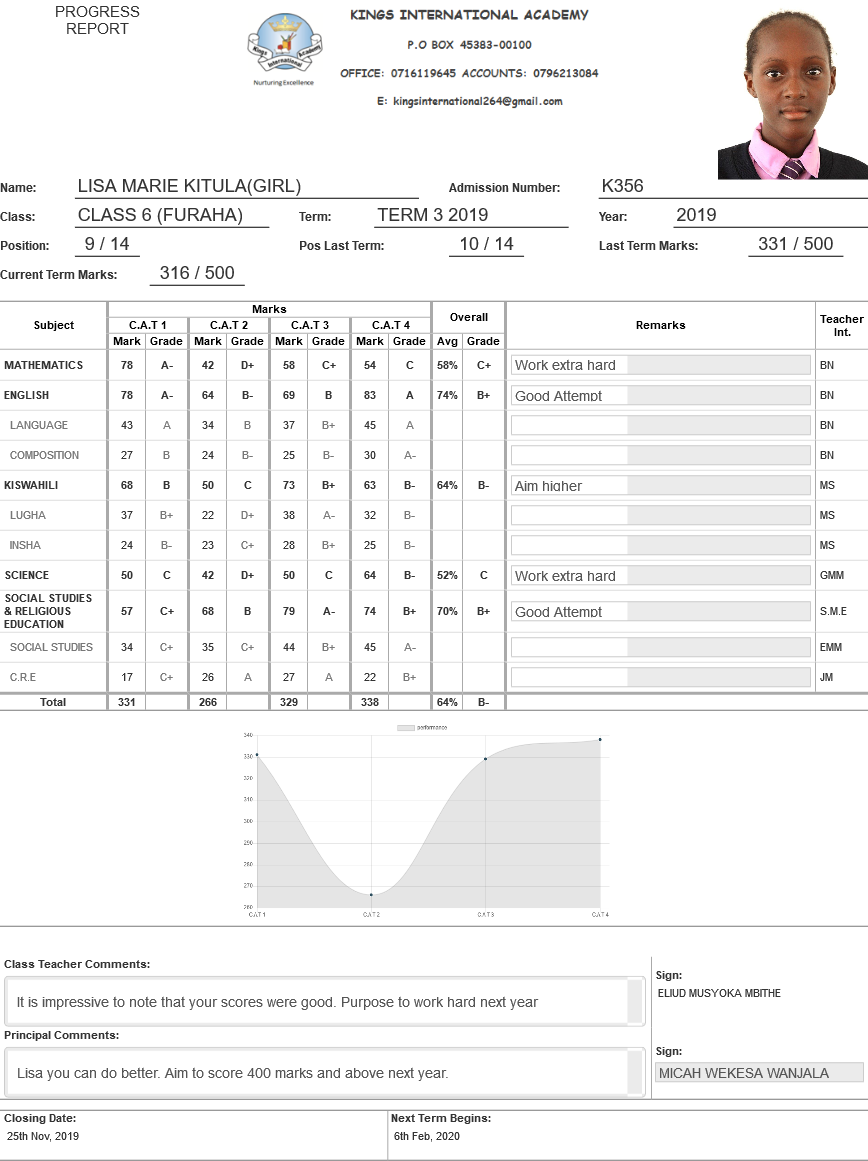 PROGRESS
REPORT
Kings International Academy
Nurturing Excellence
KINGS INTERNATIONAL ACADEMY
P.O BOX 45383-00100
OFFICE: 0716119645 ACCOUNTS: 0796213084
E: kingsinternational264@gmail.com
Name: LISA MARIE KITULA(GIRL) Admission Number: K356
Class: CLASS 6 (FURAHA) Term: TERM 3 2019 Year: 2019
Position: 9 / 14 Pos Last Term: 10 / 14 Last Term Marks: 331 / 500
Current Term Marks: 316 / 500
Subject Marks Overall Remarks Teacher Int.
C.A.T 1 C.A.T 2 C.A.T 3 C.A.T 4
Mark Grade Mark Grade Mark Grade Mark Grade Avg Grade
MATHEMATICS 78 A- 42 D+ 58 C+ 54 C 58% C+ Work extra hard BN
ENGLISH 78 A- 64 B- 69 B 83 A 74% B+ Good Attempt BN
LANGUAGE 43 A 34 B 37 B+ 45 A BN
COMPOSITION 27 B 24 B- 25 B- 30 A- BN
KISWAHILI 68 B 50 C 73 B+ 63 B- 64% B- Aim higher MS
LUGHA 37 B+ 22 D+ 38 A- 32 B- MS
INSHA 24 B- 23 C+ 28 B+ 25 B- MS
SCIENCE 50 C 42 D+ 50 C 64 B- 52% C Work extra hard GMM
SOCIAL STUDIES
& RELIGIOUS
EDUCATION 57 C+ 68 B 79 A- 74 B+ 70% B+ Good Attempt S.M.E
SOCIAL STUDIES 34 C+ 35 C+ 44 B+ 45 A- EMM
C.R.E 17 C+ 26 A 27 A 22 B+ JM
Total 331 266 329 338 64% B-
performance
340
330
320
310
300
290
280
270
260
C.A.T 1 C.A.T 2 C.A.T 3 C.A.T 4
Class Teacher Comments:
It is impressive to note that your scores were good. Purpose to work hard next year
Sign:
ELIUD MUSYOKA MBITHE
Principal Comments:
Lisa you can do better. Aim to score 400 marks and above next year.
Sign:
MICAH WEKESA WANJALA
Closing Date:
25th Nov, 2019
Next Term Begins:
6th Feb, 2020